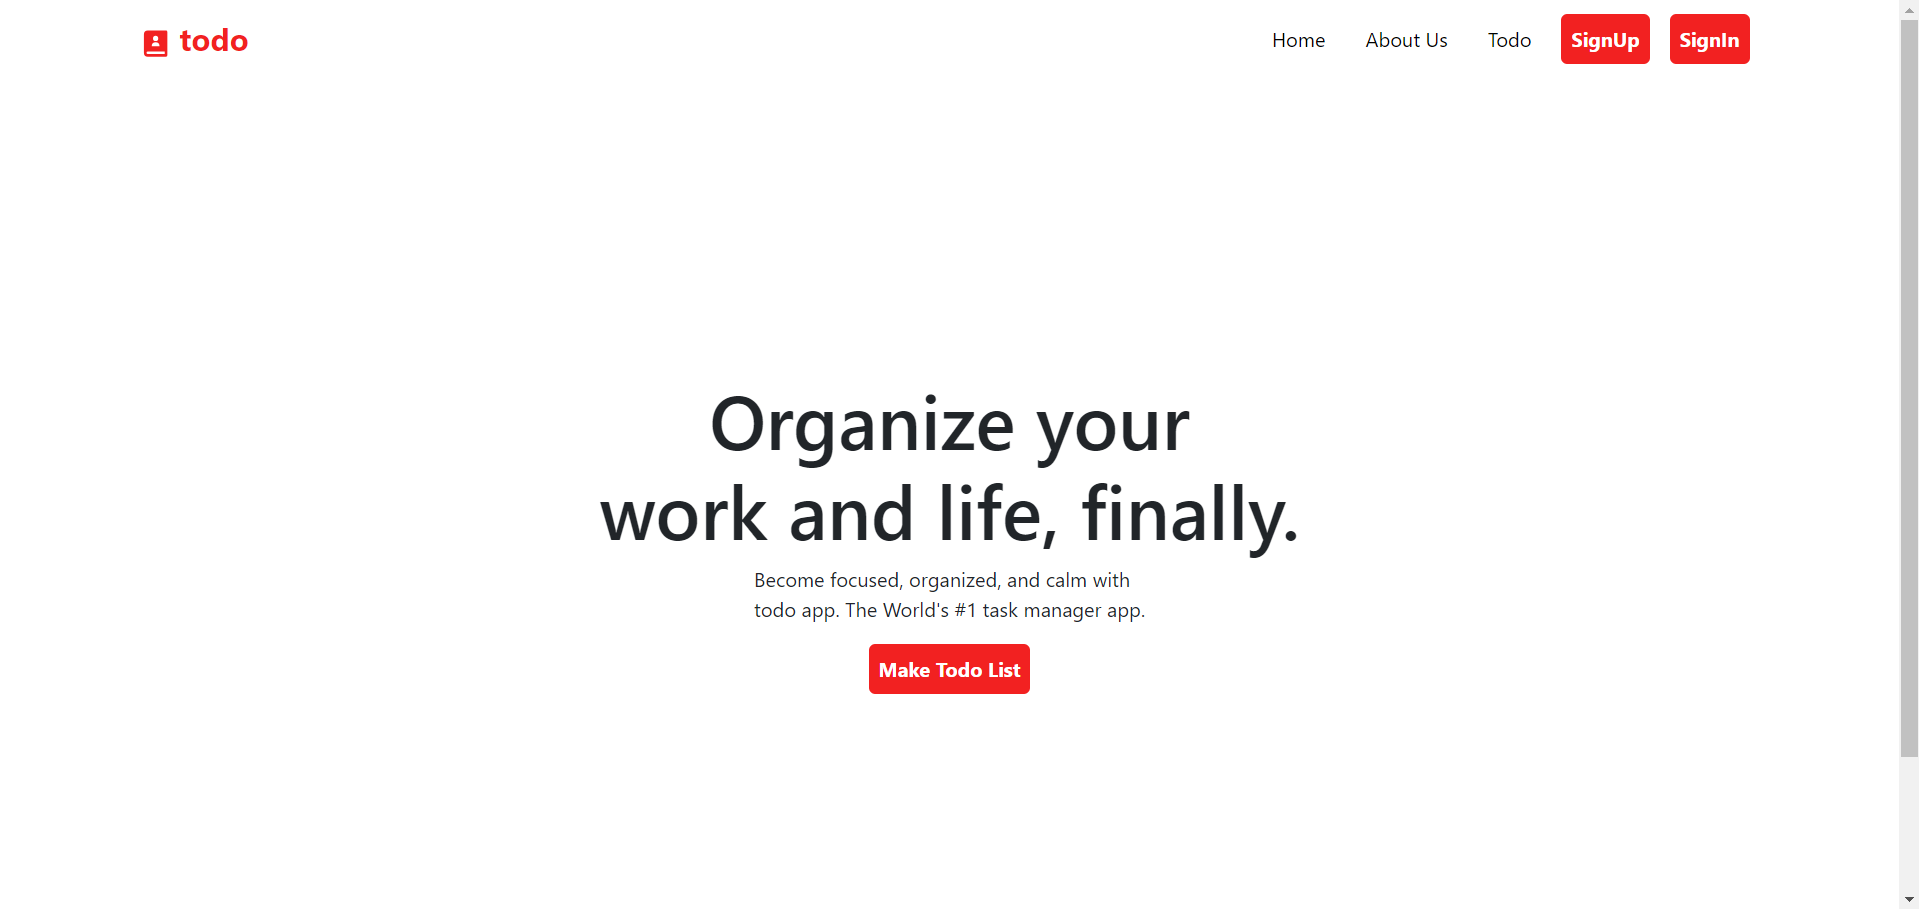 todo
Home About Us Todo SignUp SignIn
Organize your
work and life, finally.
Become focused, organized, and calm with
todo app. The World's #1 task manager app.
Make Todo List